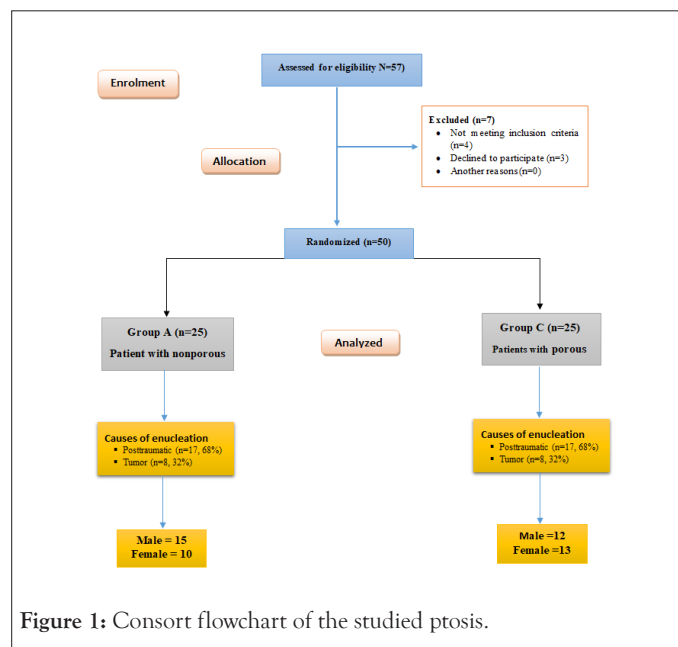 Assessed for eligibility N=57)
Enrolment
Excluded (n=7)
• Not meeting inclusion criteria
(n=4)
• Declined to participate (n=3)
• Another reasons (n=0)
Allocation
Randomized (n=50)
Group A (n=25)
Patient with nonporous
Analyzed
Group C (n=25)
Patients with porous
Causes of enucleation
▪ Posttraumatic (n=17, 68%)
▪ Tumor (n=8, 32%)
Causes of enucleation
▪ Posttraumatic (n=17, 68%)
▪ Tumor (n=8, 32%)
Male = 15
Female = 10
Male =12
Female =13
Figure 1: Consort flowchart of the studied ptosis.